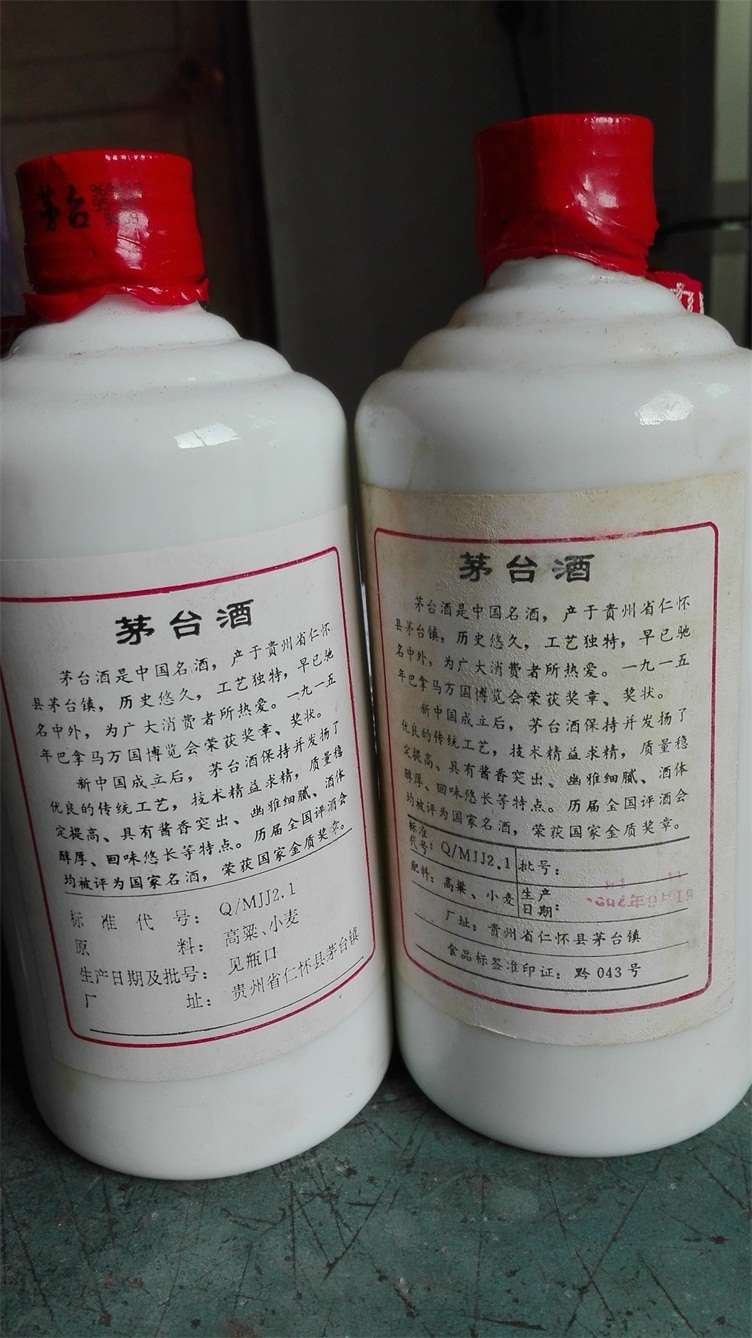 茅台
茅台酒
茅台酒是中国名酒，产于贵州省仁怀
县茅台镇，历史悠久，工艺独特，早已驰
名中外，为广大消费者所热爱。一九一五
年巴拿马万国博览会荣获奖章、奖状。
新中国成立后，茅台酒保持并发扬了
优良的传统工艺，技术精益求精，质量稳
定提高、具有酱香突出、幽雅细腻、酒体
醇厚、回味悠长等特点。历届全国评酒会
均被评为国家名酒，荣获国家金质奖章。
标准代号：Q/MJJ2.1
原料：高粱、小麦
生产日期及批号：见瓶口
厂址：贵州省仁怀县茅台镇
茅台酒
茅台酒是中国名酒，产于贵州省仁怀
县茅台镇，历史悠久，工艺独特，早已驰
名中外，为广大消费者所热爱。一九一五
年巴拿马万国博览会荣获奖章、奖状。
新中国成立后，茅台酒保持并发扬了
优良的传统工艺，技术精益求精，质量稳
定提高、具有酱香突出、幽雅细腻、酒体
醇厚、回味悠长等特点。历届全国评酒会
均被评为国家名酒，荣获国家金质奖章。
标准代号：Q/MJJ2.1 批号：
配料：高粱、小麦 生产日期：
厂址：贵州省仁怀县茅台镇
食品标签准印证：黔043号